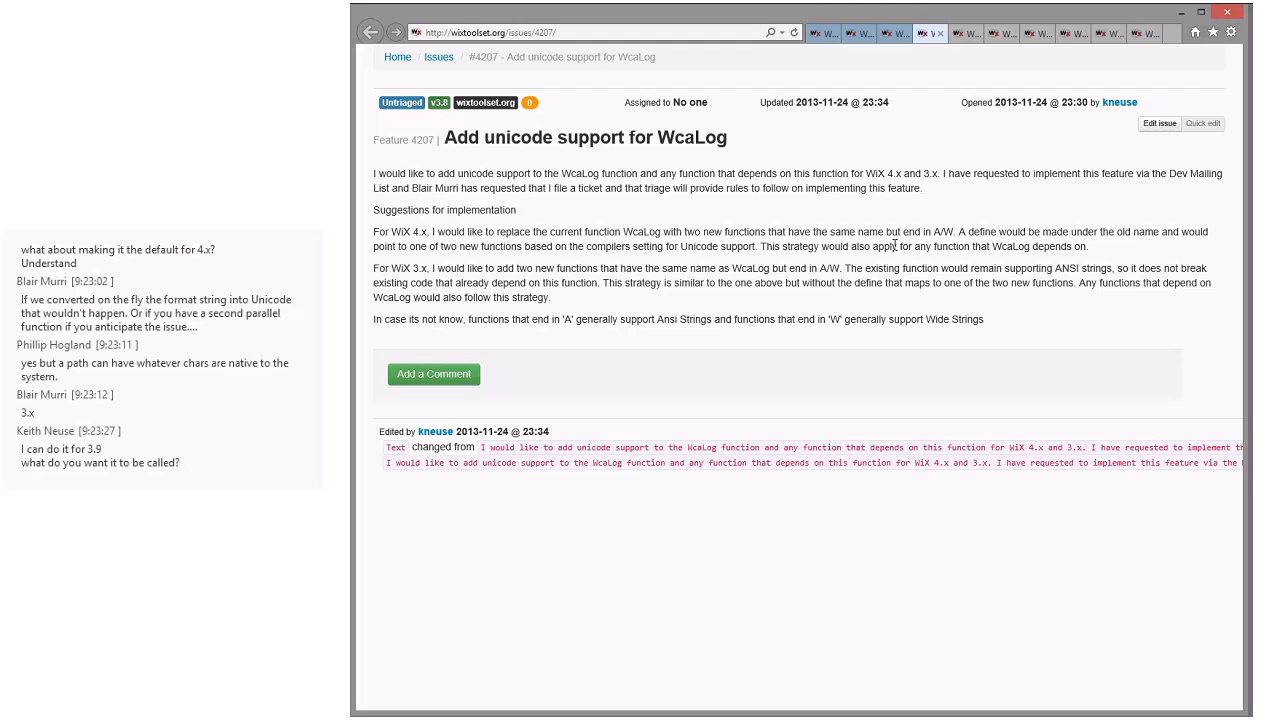 what about making it the default for 4.x?
Understand
Blair Murri [9:23:02 ]
If we converted on the fly the format string into Unicode
that wouldn't happen. Or if you have a second parallel
function if you anticipate the issue....
Phillip Hogland [9:23:11 ]
yes but a path can have whatever chars are native to the
system.
Blair Murri [9:23:12 ]
3.x
Keith Neuse [9:23:27 ]
I can do it for 3.9
what do you want it to be called?
http://wixtoolset.org/issues/4207/
W... W... W... W W... W... W... W... W... W...
Home / Issues / #4207 - Add unicode support for WcaLog
Untriaged v3.8 wixtoolset.org 0 Assigned to No one Updated 2013-11-24 @ 23:34 Opened 2013-11-24 @ 23:30 by kneuse
Edit issue Quick edit
Feature 4207 | Add unicode support for WcaLog
I would like to add unicode support to the WcaLog function and any function that depends on this function for WiX 4.x and 3.x. I have requested to implement this feature via the Dev Mailing
List and Blair Murri has requested that I file a ticket and that triage will provide rules to follow on implementing this feature.
Suggestions for implementation
For WiX 4.x, I would like to replace the current function WcaLog with two new functions that have the same name but end in A/W. A define would be made under the old name and would
point to one of two new functions based on the compilers setting for Unicode support. This strategy would also apply for any function that WcaLog depends on.
For WiX 3.x, I would like to add two new functions that have the same name as WcaLog but end in A/W. The existing function would remain supporting ANSI strings, so it does not break
existing code that already depend on this function. This strategy is similar to the one above but without the define that maps to one of the two new functions. Any functions that depend on
WcaLog would also follow this strategy.
In case its not know, functions that end in 'A' generally support Ansi Strings and functions that end in 'W' generally support Wide Strings
Add a Comment
Edited by kneuse 2013-11-24 @ 23:34
Text changed from I would like to add unicode support to the WcaLog function and any function that depends on this function for WiX 4.x and 3.x. I have requested to implement th
I would like to add unicode support to the WcaLog function and any function that depends on this function for WiX 4.x and 3.x. I have requested to implement this feature via the